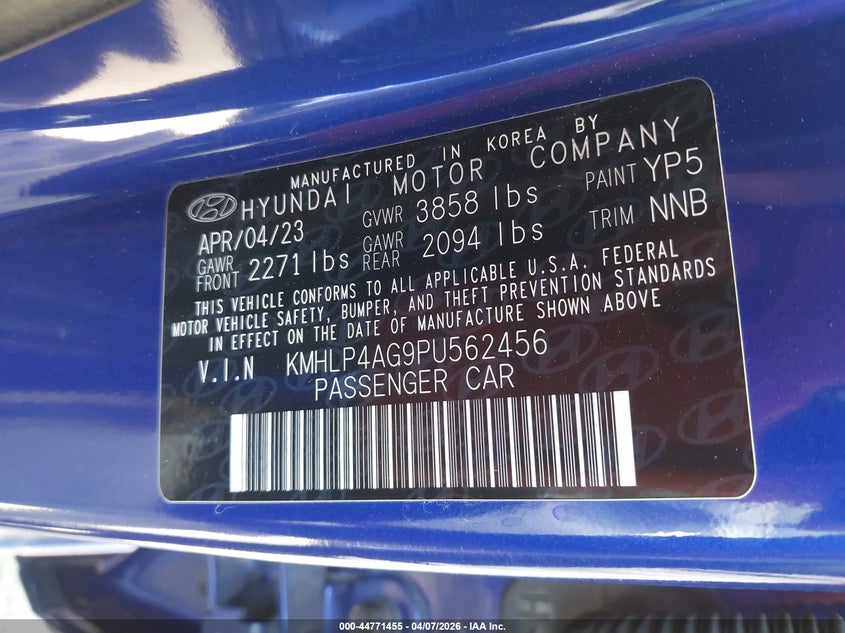 MANUFACTURED IN KOREA BY
HYUNDAI MOTOR COMPANY
APR/04/23 GVWR 3858 lbs PAINT YP5
GAWR FRONT 2271 lbs GAWR REAR 2094 lbs TRIM NNB
THIS VEHICLE CONFORMS TO ALL APPLICABLE U.S.A. FEDERAL
MOTOR VEHICLE SAFETY, BUMPER, AND THEFT PREVENTION STANDARDS
IN EFFECT ON THE DATE OF MANUFACTURE SHOWN ABOVE
V.I.N KMHLP4AG9PU562456
PASSENGER CAR
000-44771455 - 04/07/2026 - IAA Inc.